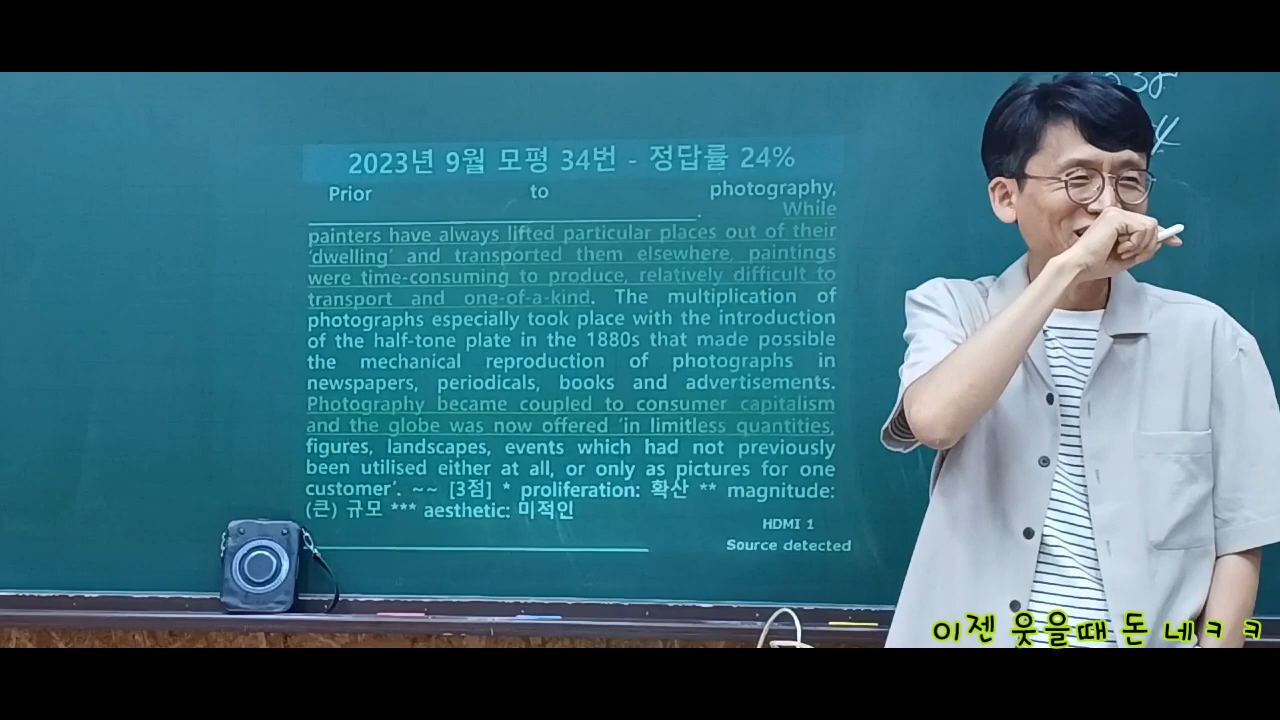 2023년 9월 모평 34번 - 정답률 24%
Prior to photography,
. While
painters have always lifted particular places out of their
‘dwelling’ and transported them elsewhere, paintings
were time-consuming to produce, relatively difficult to
transport and one-of-a-kind. The multiplication of
photographs especially took place with the introduction
of the half-tone plate in the 1880s that made possible
the mechanical reproduction of photographs in
newspapers, periodicals, books and advertisements.
Photography became coupled to consumer capitalism
and the globe was now offered ‘in limitless quantities,
figures, landscapes, events which had not previously
been utilised either at all, or only as pictures for one
customer’. ~~ [3점] * proliferation: 확산 ** magnitude:
(큰) 규모 *** aesthetic: 미적인
HDMI 1
Source detected
이젠 웃을때 돈 네ㅋㅋ